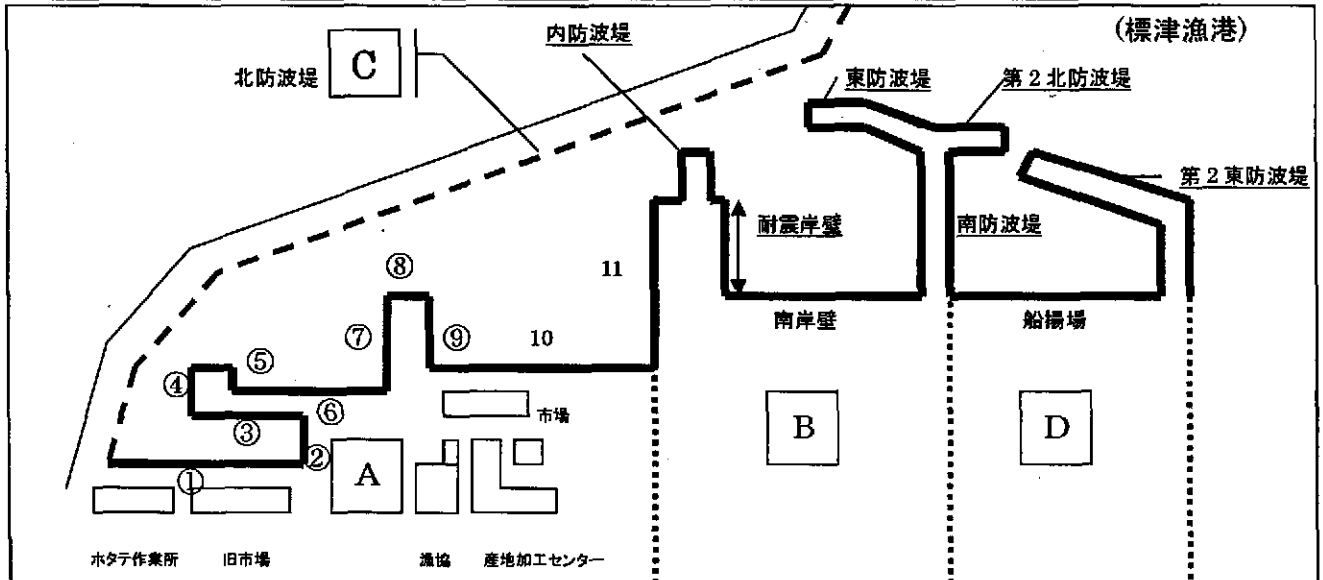 (標津漁港)
内防波堤
北防波堤
C
東防波堤
第2北防波堤
第2東防波堤
耐震岸壁
南防波堤
⑧
11
南岸壁
船揚場
⑦
⑨
10
⑤
④
⑥
市場
③
②
①
A
B
D
ホタテ作業所
旧市場
漁協
産地加工センター